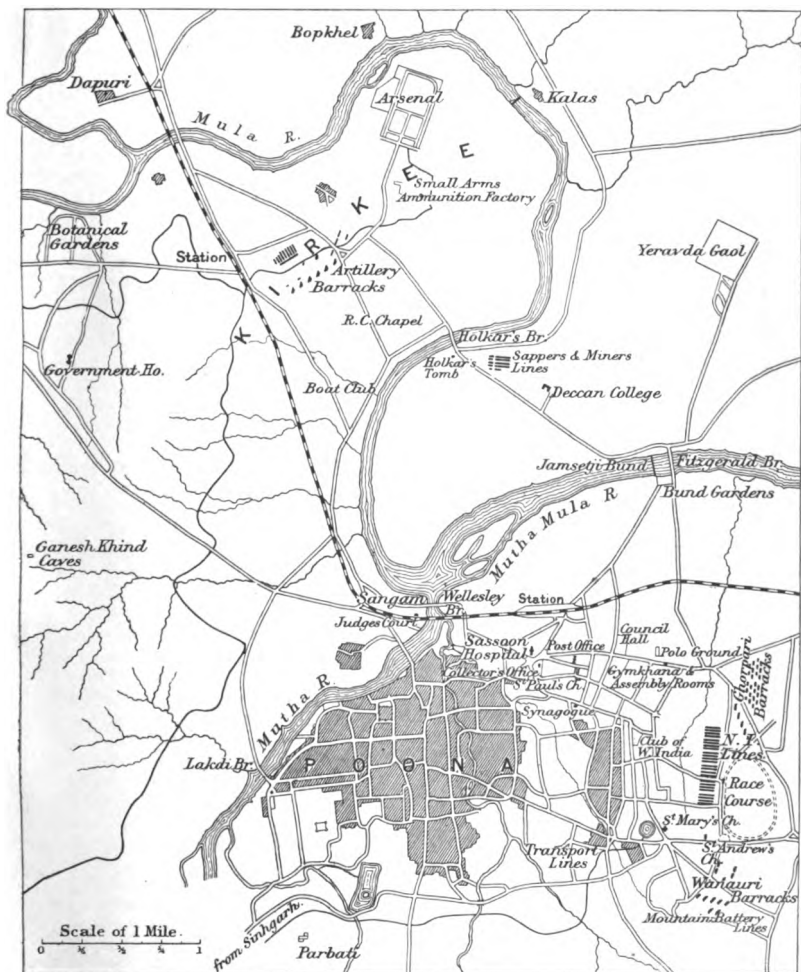 Bopkhel
Dapuri
Arsenal
Kalas
Mula R.
KIRKEE
Small Arms
Ammunition Factory
Botanical
Gardens
Station
Artillery
Barracks
Yeravda Gaol
R.C. Chapel
Holkar's Br.
Government Ho.
Holkar's
Tomb
Sappers & Miners
Lines
Boat Club
Deccan College
Jamsetji Bund
Fitzgerald Br.
Bund Gardens
Mutha Mula R
Ganesh Khind
Caves
Sangam
Wellesley
Br.
Station
Judges Court
Sassoon
Hospital
Post Office
Council
Hall
Polo Ground
Collector's Office
St Paul's Ch.
Gymkhana &
Assembly Rooms
Ghorpuri
Barracks
Mutha R.
Synagogue
Lakdi Br.
POONA
Club of
W. India
N. I.
Lines
Race
Course
St Mary's Ch.
Transport
Lines
St Andrew's
Ch.
Wanauri
Barracks
Mountain Battery
Lines
from Sinhgarh.
Parbati
Scale of 1 Mile.
0 ¼ ½ ¾ 1